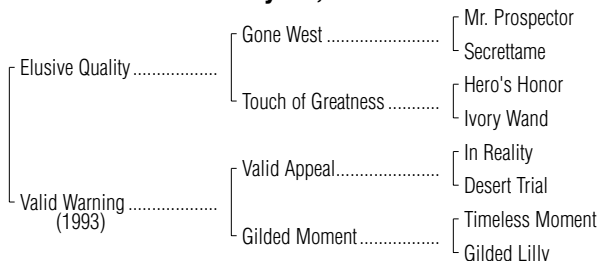 Mr. Prospector
Gone West
Secrettame
Elusive Quality
Hero's Honor
Touch of Greatness
Ivory Wand
In Reality
Valid Appeal
Desert Trial
Valid Warning
(1993)
Timeless Moment
Gilded Moment
Gilded Lilly